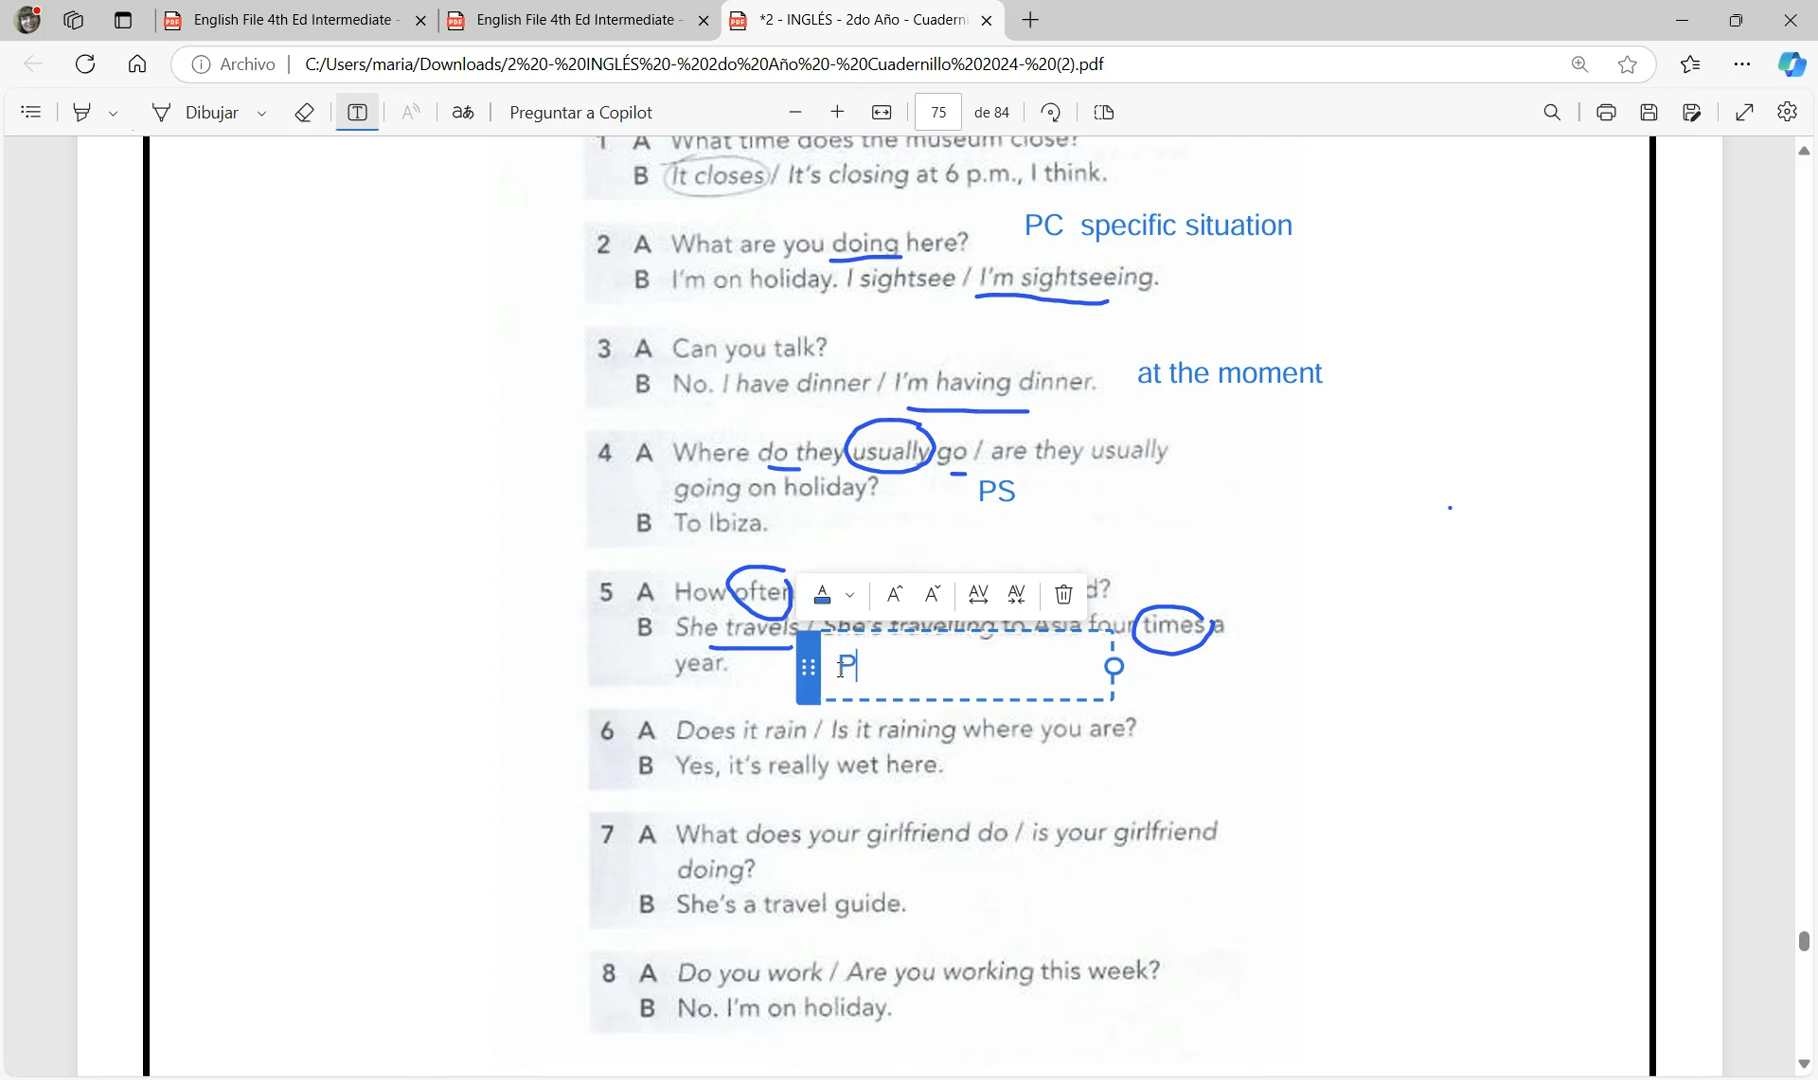 English File 4th Ed Intermediate -
English File 4th Ed Intermediate -
*2 - INGLÉS - 2do Año - Cuaderni
Archivo
C:/Users/maria/Downloads/2%20-%20INGLÉS%20-%202do%20Año%20-%20Cuadernillo%202024-%20(2).pdf
Dibujar
aあ
Preguntar a Copilot
75 de 84
1 A What time does the museum close?
B It closes / It's closing at 6 p.m., I think.
PC specific situation
2 A What are you doing here?
B I'm on holiday. I sightsee / I'm sightseeing.
3 A Can you talk?
B No. I have dinner / I'm having dinner.
at the moment
4 A Where do they usually go / are they usually
going on holiday?
PS
B To Ibiza.
5 A How often d?
B She travels / She's travelling to Asia four times a
year.
P
6 A Does it rain / Is it raining where you are?
B Yes, it's really wet here.
7 A What does your girlfriend do / is your girlfriend
doing?
B She's a travel guide.
8 A Do you work / Are you working this week?
B No. I'm on holiday.